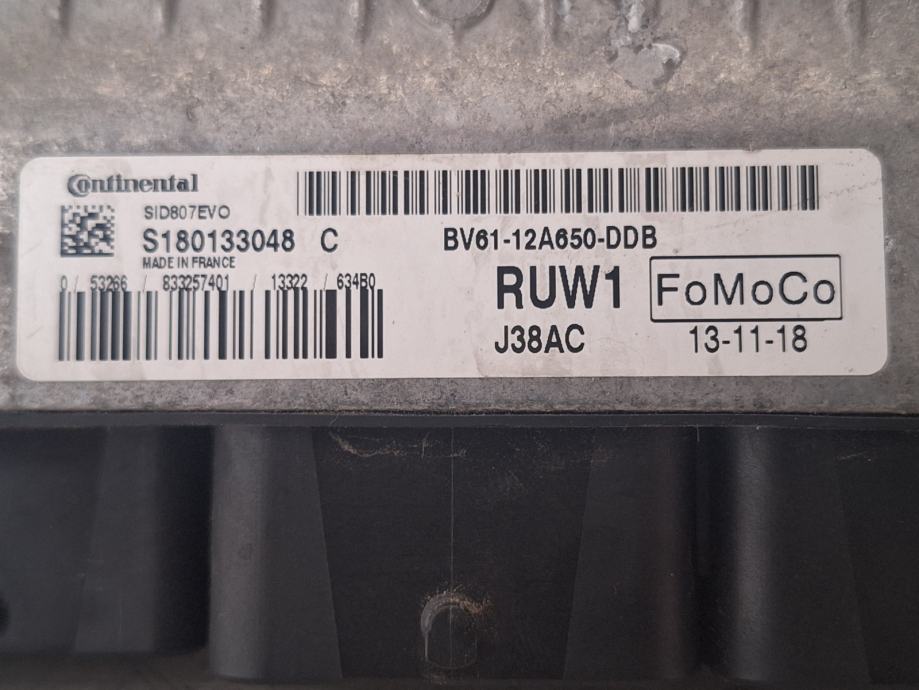 Continental
SID807EVO
S180133048 C
MADE IN FRANCE
0 / 53266 / 833257401 / 13322 / 634B0
BV61-12A650-DDB
RUW1
FoMoCo
J38AC
13-11-18